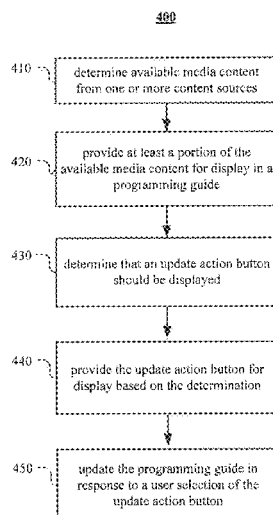 400
410
determine available media content
from one or more content sources
420
provide at least a portion of the
available media content for display in a
programming guide
430
determine that an update action button
should be displayed
440
provide the update action button for
display based on the determination
450
update the programming guide in
response to a user selection of the
update action button